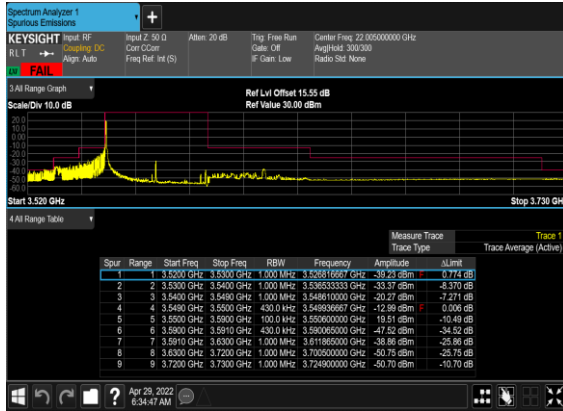 Spectrum Analyzer 1
Spurious Emissions
KEYSIGHT Input: RF Input Z: 50 Ω Atten: 20 dB Trig: Free Run Center Freq: 22.005000000 GHz
RLT Coupling: DC Corr CCorr Gate: Off Avg|Hold: 300/300
Align: Auto Freq Ref: Int (S) IF Gain: Low Radio Std: None
FAIL
3 All Range Graph
Ref Lvl Offset 15.55 dB
Scale/Div 10.0 dB Ref Value 30.00 dBm
20.0
10.0
0.00
-10.0
-20.0
-30.0
-40.0
-50.0
-60.0
Start 3.520 GHz Stop 3.730 GH
4 All Range Table
Measure Trace Trace 1
Trace Type Trace Average (Active)
Spur Range Start Freq Stop Freq RBW Frequency Amplitude ΔLimit
1 1 3.5200 GHz 3.5300 GHz 1.000 MHz 3.526816667 GHz -39.23 dBm F 0.774 dB
2 2 3.5300 GHz 3.5400 GHz 1.000 MHz 3.536533333 GHz -33.37 dBm -8.370 dB
3 3 3.5400 GHz 3.5490 GHz 1.000 MHz 3.548610000 GHz -20.27 dBm -7.271 dB
4 4 3.5490 GHz 3.5500 GHz 430.0 kHz 3.549936667 GHz -12.99 dBm F 0.006 dB
5 5 3.5500 GHz 3.5900 GHz 100.0 kHz 3.550600000 GHz 19.51 dBm -10.49 dB
6 6 3.5900 GHz 3.5910 GHz 430.0 kHz 3.590065000 GHz -47.52 dBm -34.52 dB
7 7 3.5910 GHz 3.6300 GHz 1.000 MHz 3.611865000 GHz -38.86 dBm -25.86 dB
8 8 3.6300 GHz 3.7200 GHz 1.000 MHz 3.700500000 GHz -50.75 dBm -25.75 dB
9 9 3.7200 GHz 3.7300 GHz 1.000 MHz 3.724900000 GHz -50.70 dBm -10.70 dB
Apr 29, 2022
6:34:47 AM